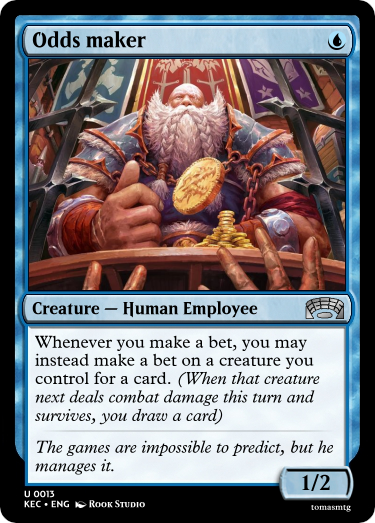 Odds maker
Creature — Human Employee
Whenever you make a bet, you may
instead make a bet on a creature you
control for a card. (When that creature
next deals combat damage this turn and
survives, you draw a card)
The games are impossible to predict, but he
manages it.
1/2
U 0013
KEC • ENG Rook Studio
tomasmtg